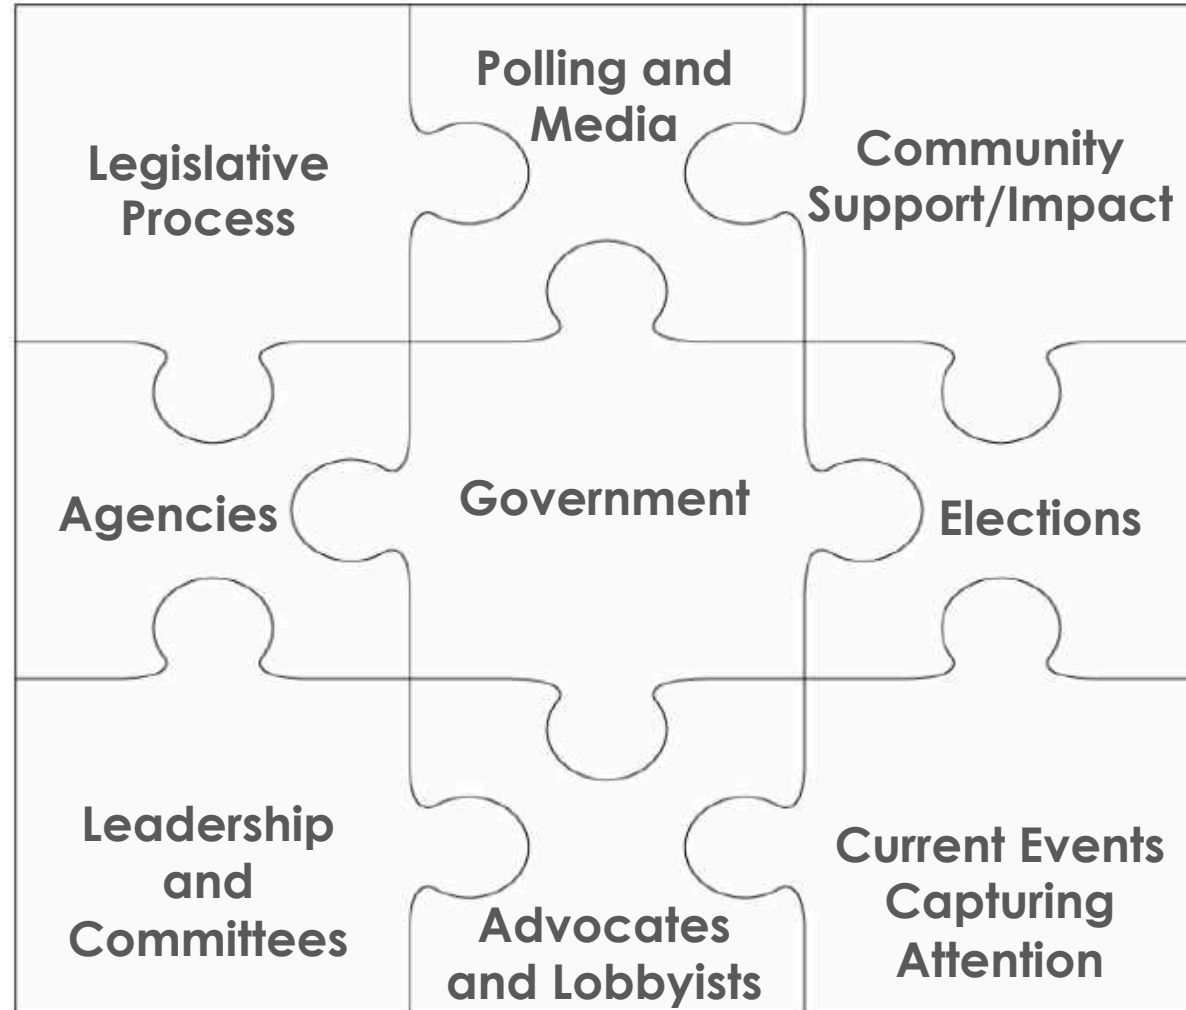 Polling and
Media
Legislative
Process
Community
Support/Impact
Agencies
Government
Elections
Leadership
and
Committees
Advocates
and Lobbyists
Current Events
Capturing
Attention